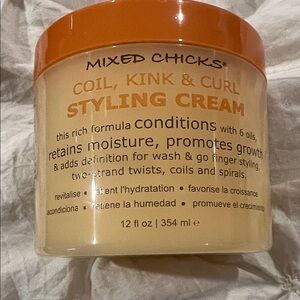 MIXED CHICKS®
COIL, KINK & CURL
STYLING CREAM
this rich formula conditions with 6 oils,
retains moisture, promotes growth
& adds definition for wash & go finger styling,
two-strand twists, coils and spirals.
revitalise • l'hydratation • favorise la croissance
acondiciona • la humedad • promueve el crecimiento
12 fl oz | 354 ml e